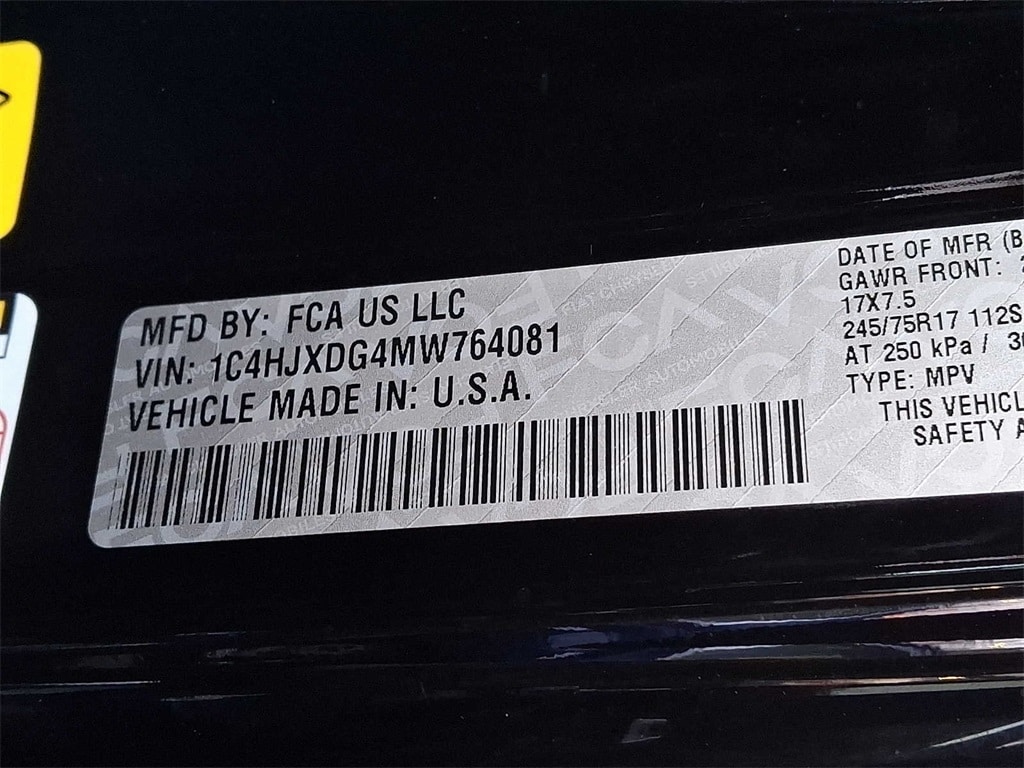 MFD BY: FCA US LLC
VIN: 1C4HJXDG4MW764081
VEHICLE MADE IN: U.S.A.
DATE OF MFR (B
GAWR FRONT:
17X7.5
245/75R17 112S
AT 250 kPa /
TYPE: MPV
THIS VEHICL
SAFETY A